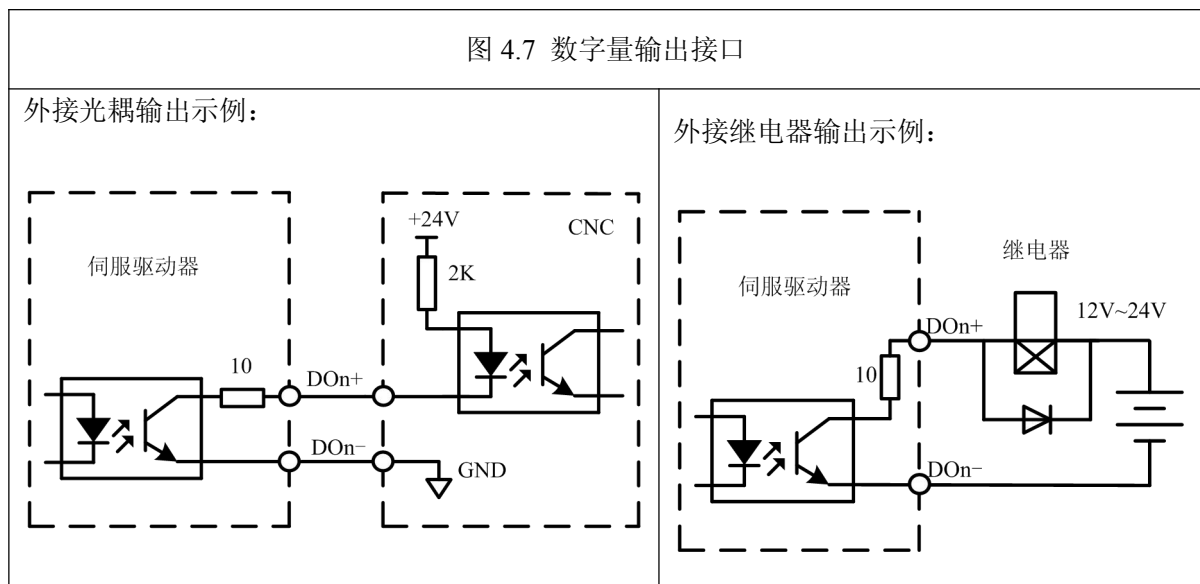 图 4.7 数字量输出接口
外接光耦输出示例：
+24V
CNC
2K
伺服驱动器
10
DOn+
DOn−
GND
外接继电器输出示例：
继电器
伺服驱动器
12V~24V
DOn+
10
DOn−